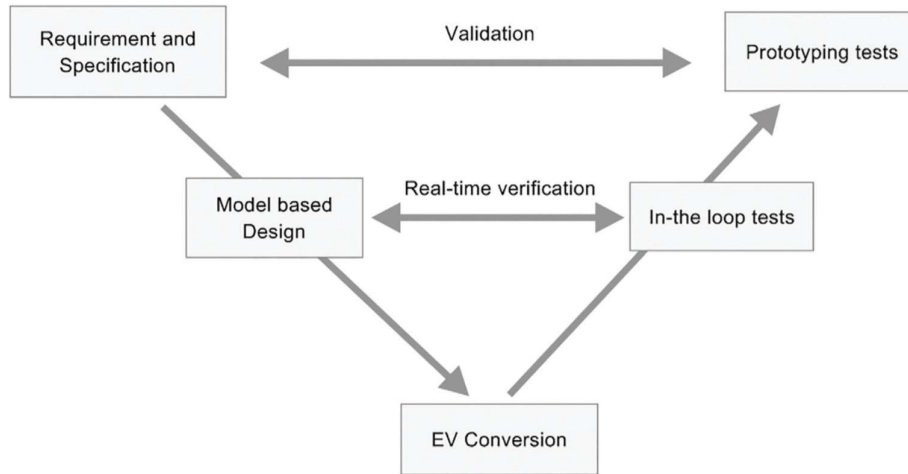 Requirement and
Specification
Validation
Prototyping tests
Model based
Design
Real-time verification
In-the loop tests
EV Conversion